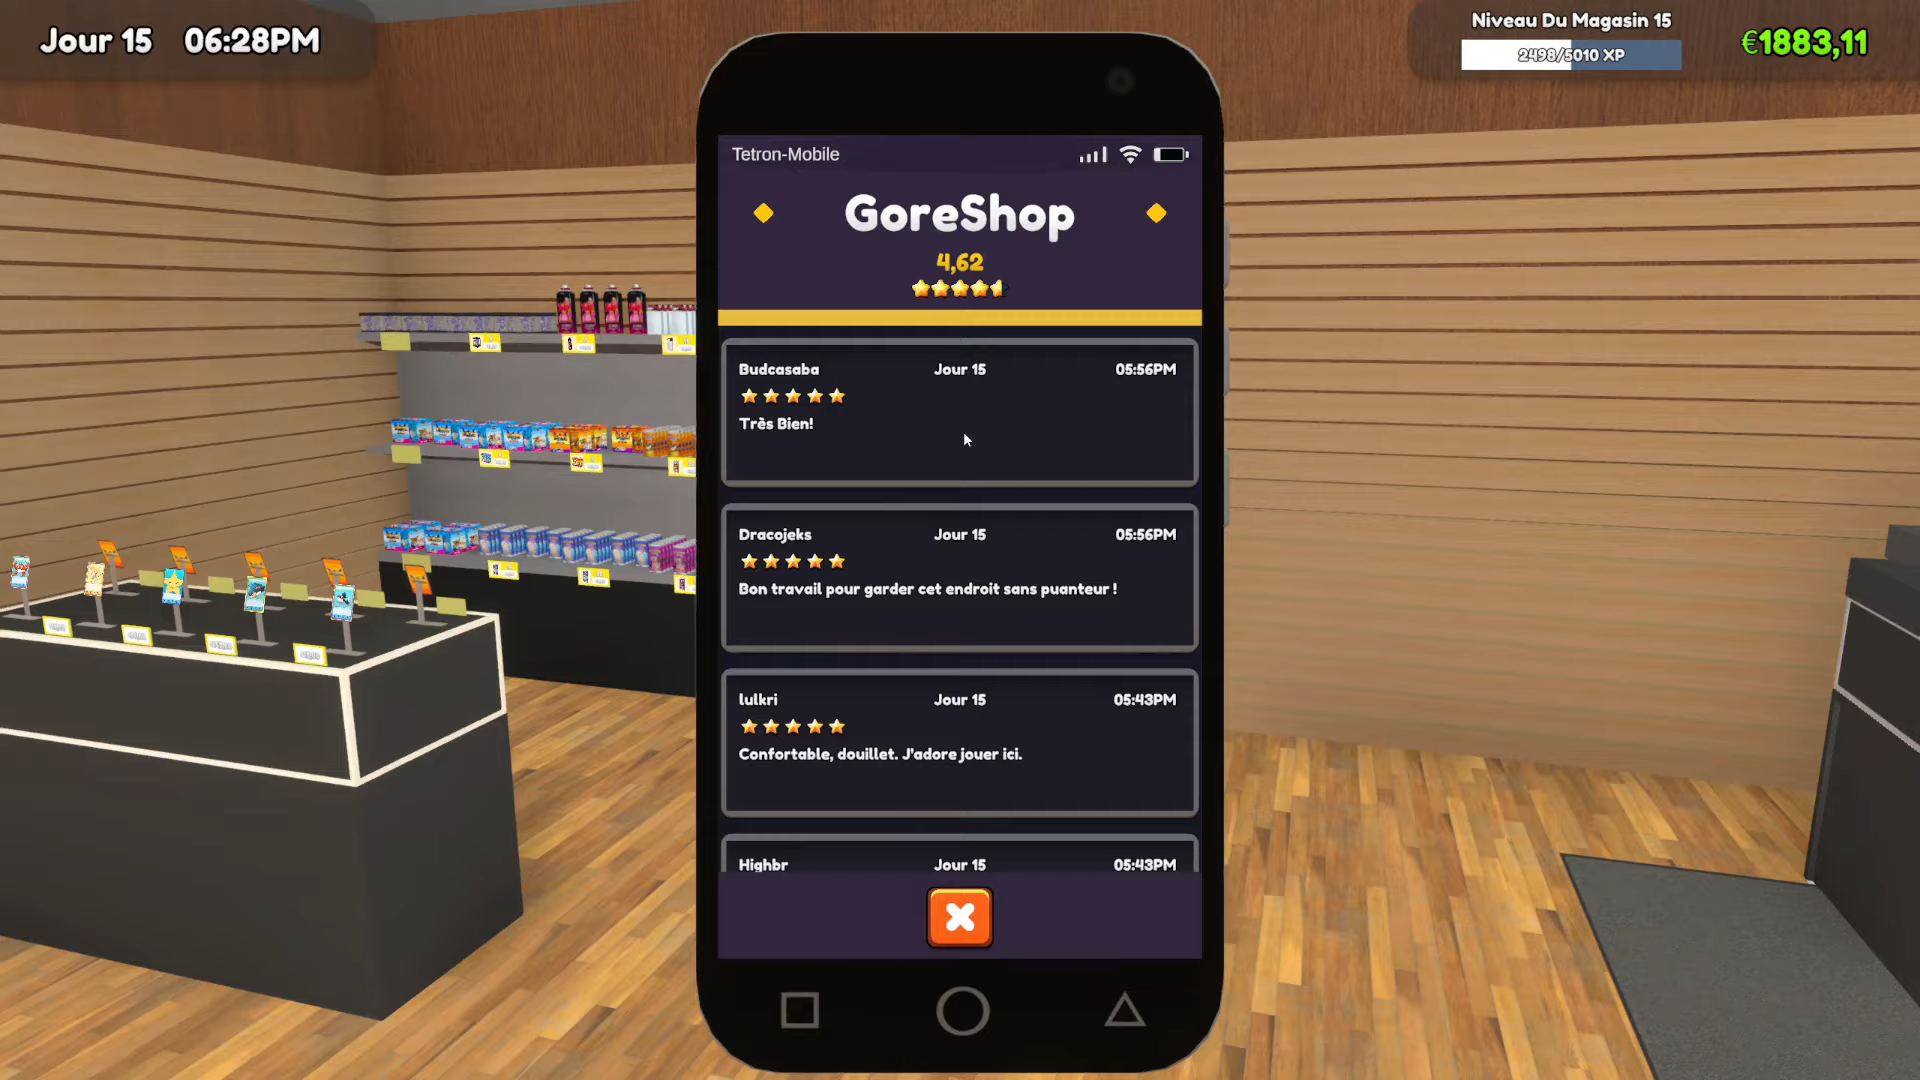 Jour 15 06:28PM
Niveau Du Magasin 15
2498/5010 XP
€1883,11
Tetron-Mobile
GoreShop
4,62
Budcasaba Jour 15 05:56PM
Très Bien!
Dracojeks Jour 15 05:56PM
Bon travail pour garder cet endroit sans puanteur !
lulkri Jour 15 05:43PM
Confortable, douillet. J'adore jouer ici.
Highbr Jour 15 05:43PM